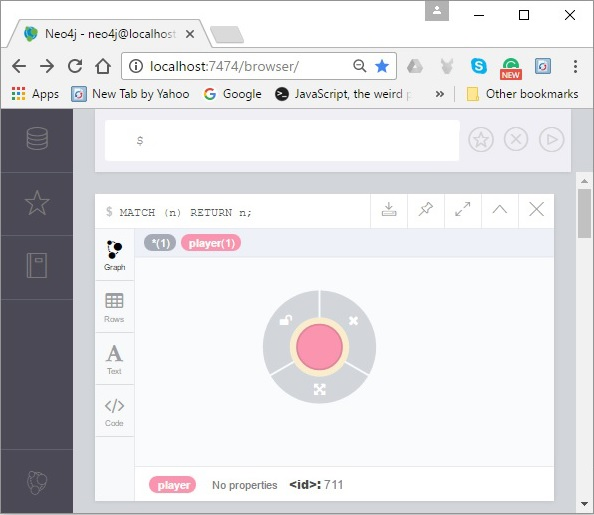 Neo4j - neo4j@localhost
localhost:7474/browser/
NEW
Apps New Tab by Yahoo Google JavaScript, the weird p » Other bookmarks
$
$ MATCH (n) RETURN n;
*(1) player(1)
Graph
Rows
A
Text
</>
Code
player No properties <id>: 711